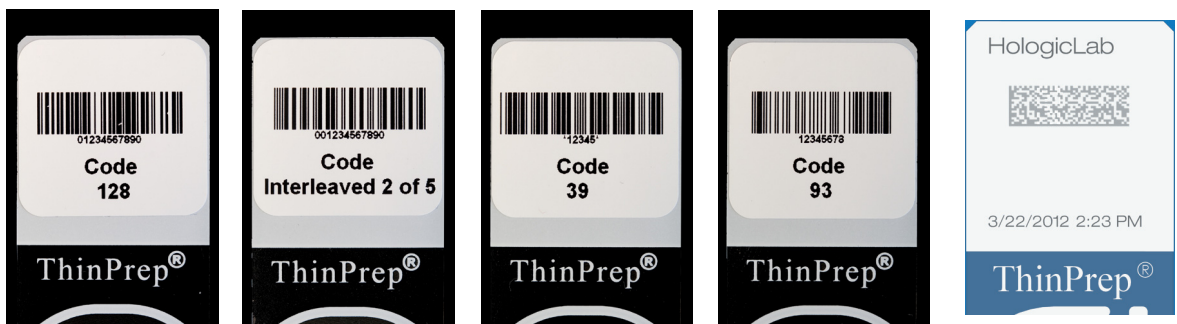 01234567890
Code
128
ThinPrep®
001234567890
Code
Interleaved 2 of 5
ThinPrep®
*12345*
Code
39
ThinPrep®
12345678
Code
93
ThinPrep®
HologicLab
3/22/2012 2:23 PM
ThinPrep®